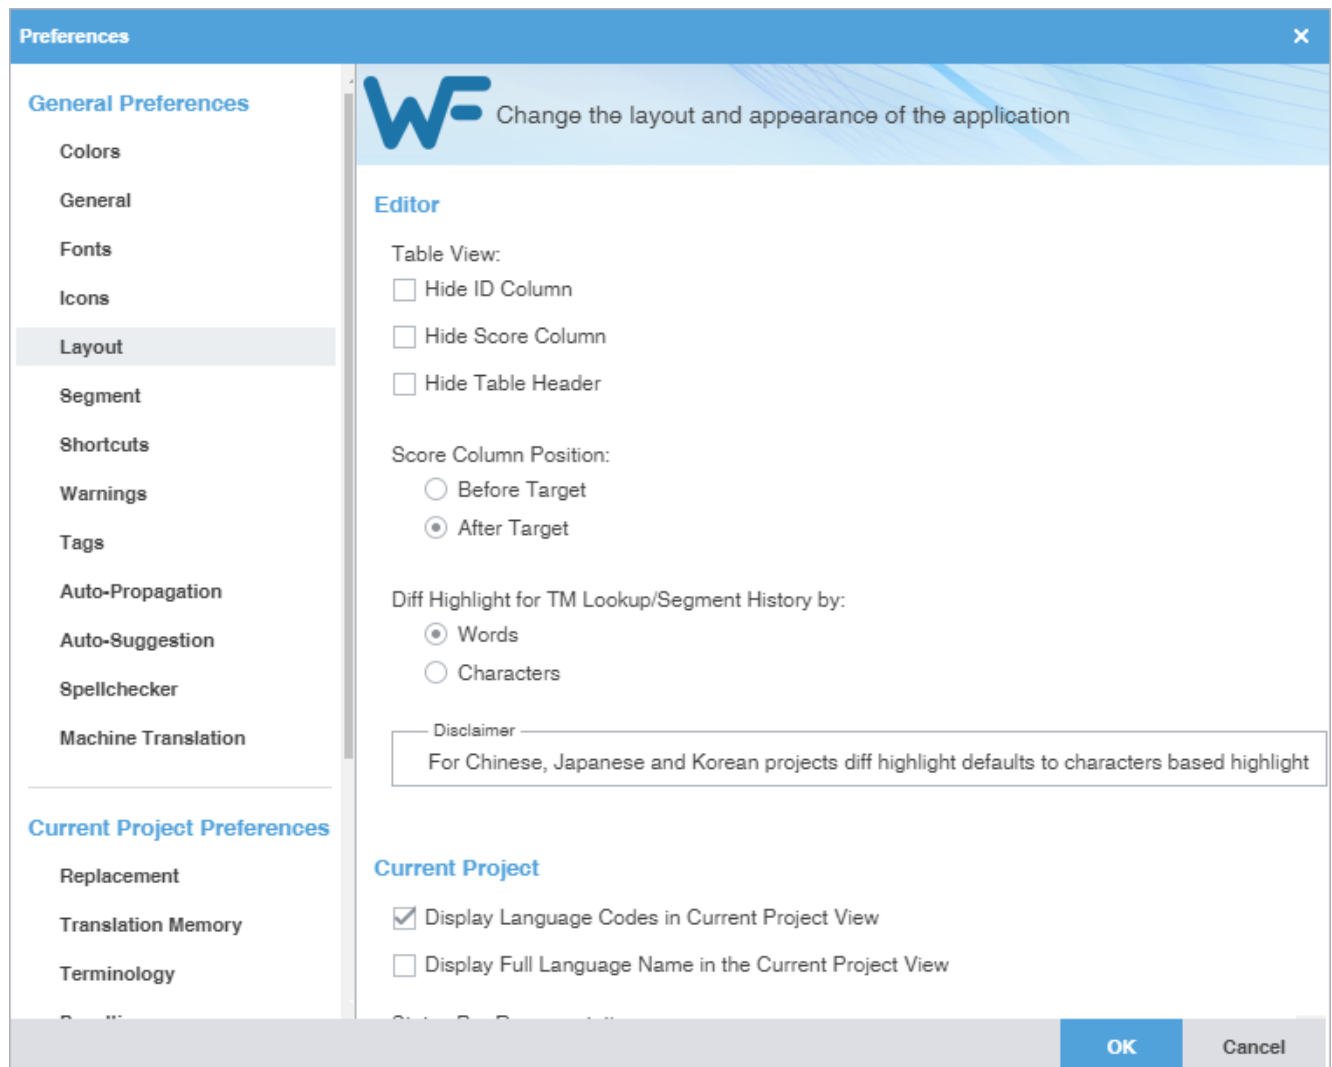 Preferences
General Preferences
Colors
General
Fonts
Icons
Layout
Segment
Shortcuts
Warnings
Tags
Auto-Propagation
Auto-Suggestion
Spellchecker
Machine Translation
Current Project Preferences
Replacement
Translation Memory
Terminology
WF
Change the layout and appearance of the application
Editor
Table View:
Hide ID Column
Hide Score Column
Hide Table Header
Score Column Position:
Before Target
After Target
Diff Highlight for TM Lookup/Segment History by:
Words
Characters
Disclaimer
For Chinese, Japanese and Korean projects diff highlight defaults to characters based highlight
Current Project
Display Language Codes in Current Project View
Display Full Language Name in the Current Project View
OK
Cancel